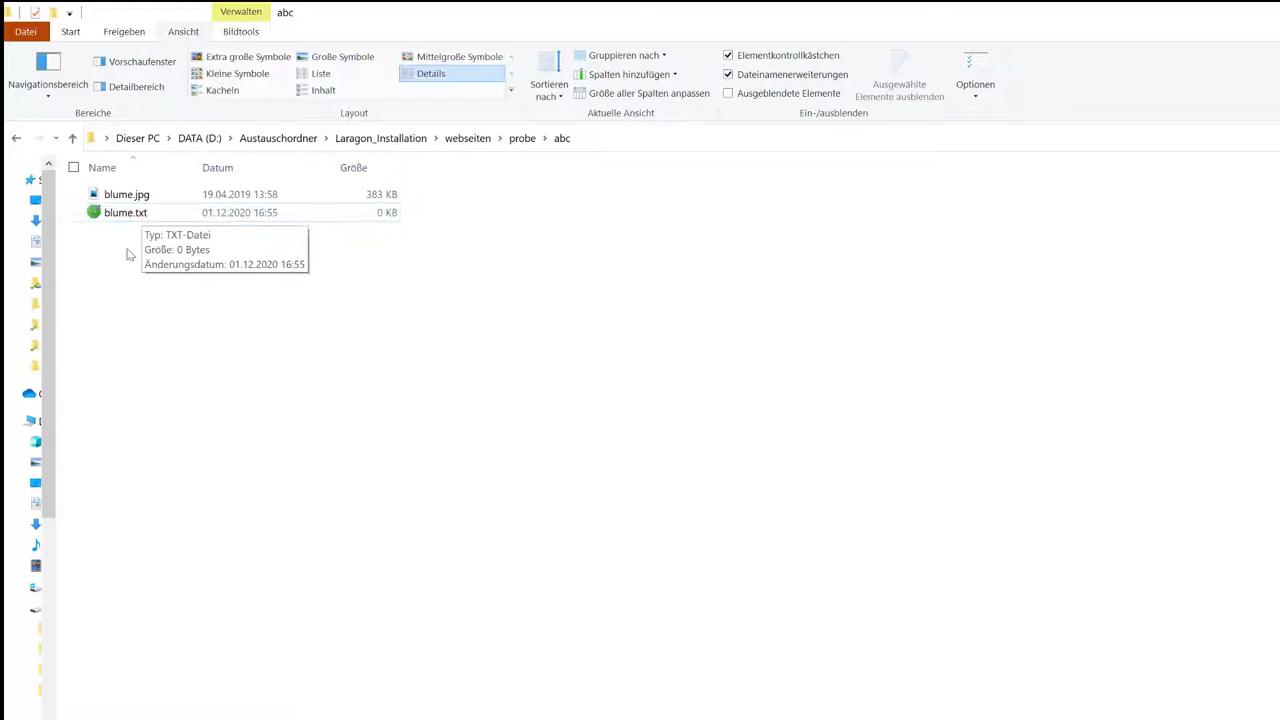 Verwalten abc
Datei Start Freigeben Ansicht Bildtools
Navigationsbereich
Vorschaufenster
Detailbereich
Bereiche
Extra große Symbole Große Symbole Mittelgroße Symbole
Kleine Symbole Liste Details
Kacheln Inhalt
Layout
Sortieren
nach
Gruppieren nach
Spalten hinzufügen
Größe aller Spalten anpassen
Aktuelle Ansicht
Elementkontrollkästchen
Dateinamenerweiterungen
Ausgeblendete Elemente
Ausgewählte
Elemente ausblenden
Ein-/ausblenden
Optionen
Dieser PC DATA (D:) Austauschordner Laragon_Installation webseiten probe abc
Name Datum Größe
blume.jpg 19.04.2019 13:58 383 KB
blume.txt 01.12.2020 16:55 0 KB
Typ: TXT-Datei
Größe: 0 Bytes
Änderungsdatum: 01.12.2020 16:55